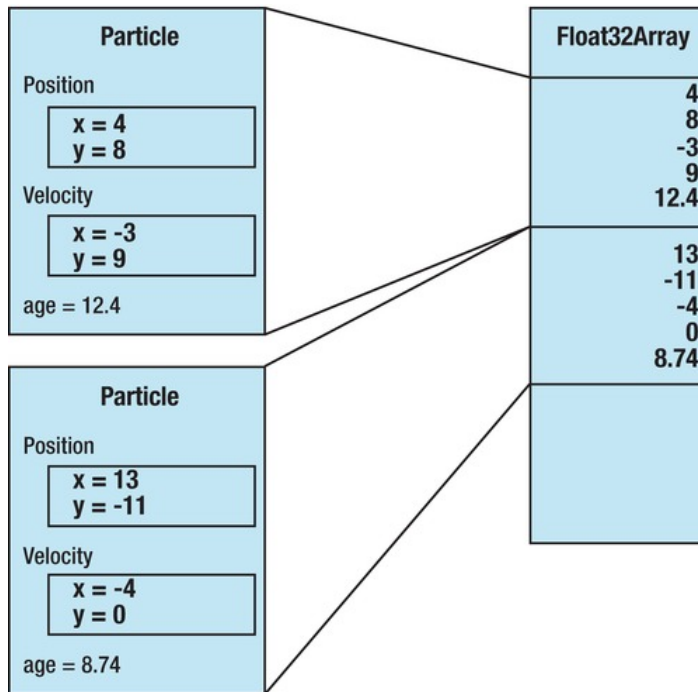 Particle
Position
x = 4
y = 8
Velocity
x = -3
y = 9
age = 12.4
Particle
Position
x = 13
y = -11
Velocity
x = -4
y = 0
age = 8.74
Float32Array
4
8
-3
9
12.4
13
-11
-4
0
8.74